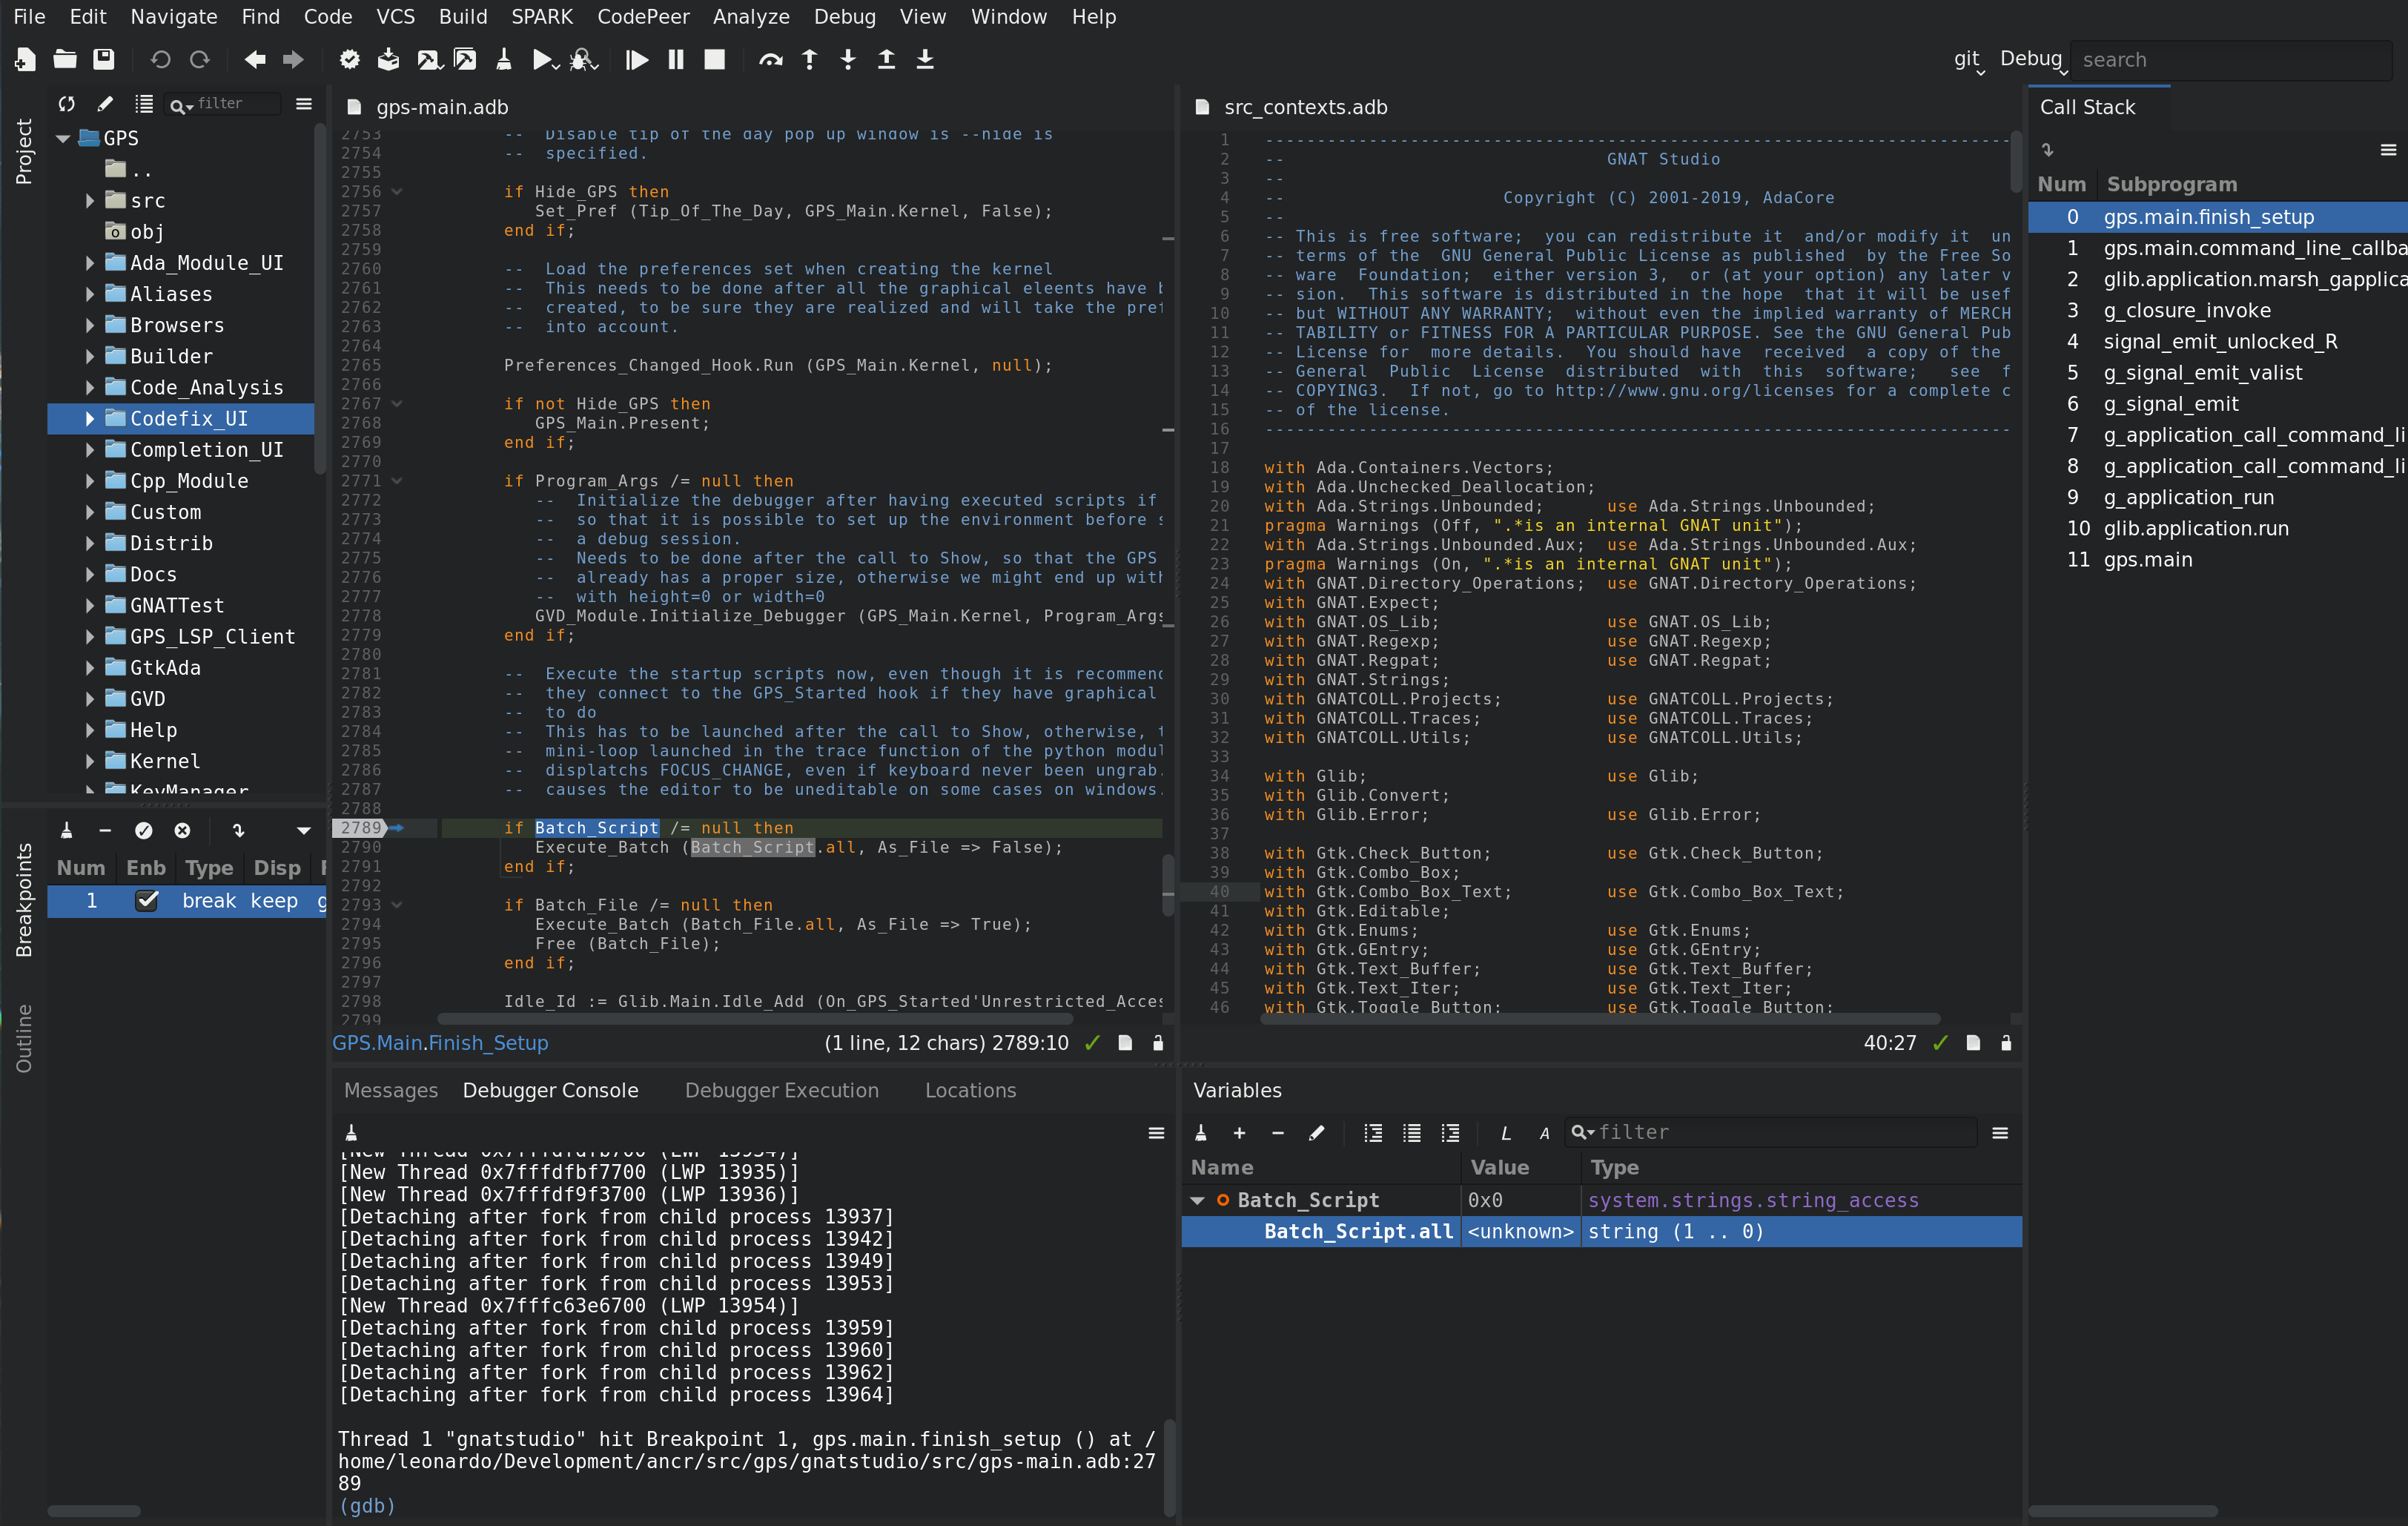 File Edit Navigate Find Code VCS Build SPARK CodePeer Analyze Debug View Window Help
git Debug search
Project
filter
GPS
..
src
obj
Ada_Module_UI
Aliases
Browsers
Builder
Code_Analysis
Codefix_UI
Completion_UI
Cpp_Module
Custom
Distrib
Docs
GNATTest
GPS_LSP_Client
GtkAda
GVD
Help
Kernel
KeyManager
Breakpoints
Outline
Num Enb Type Disp
1 break keep g
gps-main.adb
2753 -- Disable tip of the day pop up window is --hide is
2754 -- specified.
2755
2756 if Hide_GPS then
2757 Set_Pref (Tip_Of_The_Day, GPS_Main.Kernel, False);
2758 end if;
2759
2760 -- Load the preferences set when creating the kernel
2761 -- This needs to be done after all the graphical eleents have b
2762 -- created, to be sure they are realized and will take the pref
2763 -- into account.
2764
2765 Preferences_Changed_Hook.Run (GPS_Main.Kernel, null);
2766
2767 if not Hide_GPS then
2768 GPS_Main.Present;
2769 end if;
2770
2771 if Program_Args /= null then
2772 -- Initialize the debugger after having executed scripts if
2773 -- so that it is possible to set up the environment before s
2774 -- a debug session.
2775 -- Needs to be done after the call to Show, so that the GPS
2776 -- already has a proper size, otherwise we might end up with
2777 -- with height=0 or width=0
2778 GVD_Module.Initialize_Debugger (GPS_Main.Kernel, Program_Args
2779 end if;
2780
2781 -- Execute the startup scripts now, even though it is recommend
2782 -- they connect to the GPS_Started hook if they have graphical
2783 -- to do
2784 -- This has to be launched after the call to Show, otherwise, t
2785 -- mini-loop launched in the trace function of the python modul
2786 -- displatchs FOCUS_CHANGE, even if keyboard never been ungrab.
2787 -- causes the editor to be uneditable on some cases on windows.
2788
2789 if Batch_Script /= null then
2790 Execute_Batch (Batch_Script.all, As_File => False);
2791 end if;
2792
2793 if Batch_File /= null then
2794 Execute_Batch (Batch_File.all, As_File => True);
2795 Free (Batch_File);
2796 end if;
2797
2798 Idle_Id := Glib.Main.Idle_Add (On_GPS_Started'Unrestricted_Acces
2799
GPS.Main.Finish_Setup (1 line, 12 chars) 2789:10
src_contexts.adb
1 ------------------------------------------------------------------------
2 -- GNAT Studio
3 --
4 -- Copyright (C) 2001-2019, AdaCore
5 --
6 -- This is free software; you can redistribute it and/or modify it un
7 -- terms of the GNU General Public License as published by the Free So
8 -- ware Foundation; either version 3, or (at your option) any later v
9 -- sion. This software is distributed in the hope that it will be usef
10 -- but WITHOUT ANY WARRANTY; without even the implied warranty of MERCH
11 -- TABILITY or FITNESS FOR A PARTICULAR PURPOSE. See the GNU General Pub
12 -- License for more details. You should have received a copy of the
13 -- General Public License distributed with this software; see f
14 -- COPYING3. If not, go to http://www.gnu.org/licenses for a complete c
15 -- of the license.
16 ------------------------------------------------------------------------
17
18 with Ada.Containers.Vectors;
19 with Ada.Unchecked_Deallocation;
20 with Ada.Strings.Unbounded; use Ada.Strings.Unbounded;
21 pragma Warnings (Off, ".*is an internal GNAT unit");
22 with Ada.Strings.Unbounded.Aux; use Ada.Strings.Unbounded.Aux;
23 pragma Warnings (On, ".*is an internal GNAT unit");
24 with GNAT.Directory_Operations; use GNAT.Directory_Operations;
25 with GNAT.Expect;
26 with GNAT.OS_Lib; use GNAT.OS_Lib;
27 with GNAT.Regexp; use GNAT.Regexp;
28 with GNAT.Regpat; use GNAT.Regpat;
29 with GNAT.Strings;
30 with GNATCOLL.Projects; use GNATCOLL.Projects;
31 with GNATCOLL.Traces; use GNATCOLL.Traces;
32 with GNATCOLL.Utils; use GNATCOLL.Utils;
33
34 with Glib; use Glib;
35 with Glib.Convert;
36 with Glib.Error; use Glib.Error;
37
38 with Gtk.Check_Button; use Gtk.Check_Button;
39 with Gtk.Combo_Box;
40 with Gtk.Combo_Box_Text; use Gtk.Combo_Box_Text;
41 with Gtk.Editable;
42 with Gtk.Enums; use Gtk.Enums;
43 with Gtk.GEntry; use Gtk.GEntry;
44 with Gtk.Text_Buffer; use Gtk.Text_Buffer;
45 with Gtk.Text_Iter; use Gtk.Text_Iter;
46 with Gtk.Toggle_Button; use Gtk.Toggle_Button;
40:27
Call Stack
Num Subprogram
0 gps.main.finish_setup
1 gps.main.command_line_callba
2 glib.application.marsh_gapplica
3 g_closure_invoke
4 signal_emit_unlocked_R
5 g_signal_emit_valist
6 g_signal_emit
7 g_application_call_command_li
8 g_application_call_command_li
9 g_application_run
10 glib.application.run
11 gps.main
Messages Debugger Console Debugger Execution Locations
[New Thread 0x7fffdfdfb700 (LWP 13934)]
[New Thread 0x7fffdfbf7700 (LWP 13935)]
[New Thread 0x7fffdf9f3700 (LWP 13936)]
[Detaching after fork from child process 13937]
[Detaching after fork from child process 13942]
[Detaching after fork from child process 13949]
[Detaching after fork from child process 13953]
[New Thread 0x7fffc63e6700 (LWP 13954)]
[Detaching after fork from child process 13959]
[Detaching after fork from child process 13960]
[Detaching after fork from child process 13962]
[Detaching after fork from child process 13964]
Thread 1 "gnatstudio" hit Breakpoint 1, gps.main.finish_setup () at /
home/leonardo/Development/ancr/src/gps/gnatstudio/src/gps-main.adb:27
89
(gdb)
Variables
L A filter
Name Value Type
Batch_Script 0x0 system.strings.string_access
Batch_Script.all <unknown> string (1 .. 0)